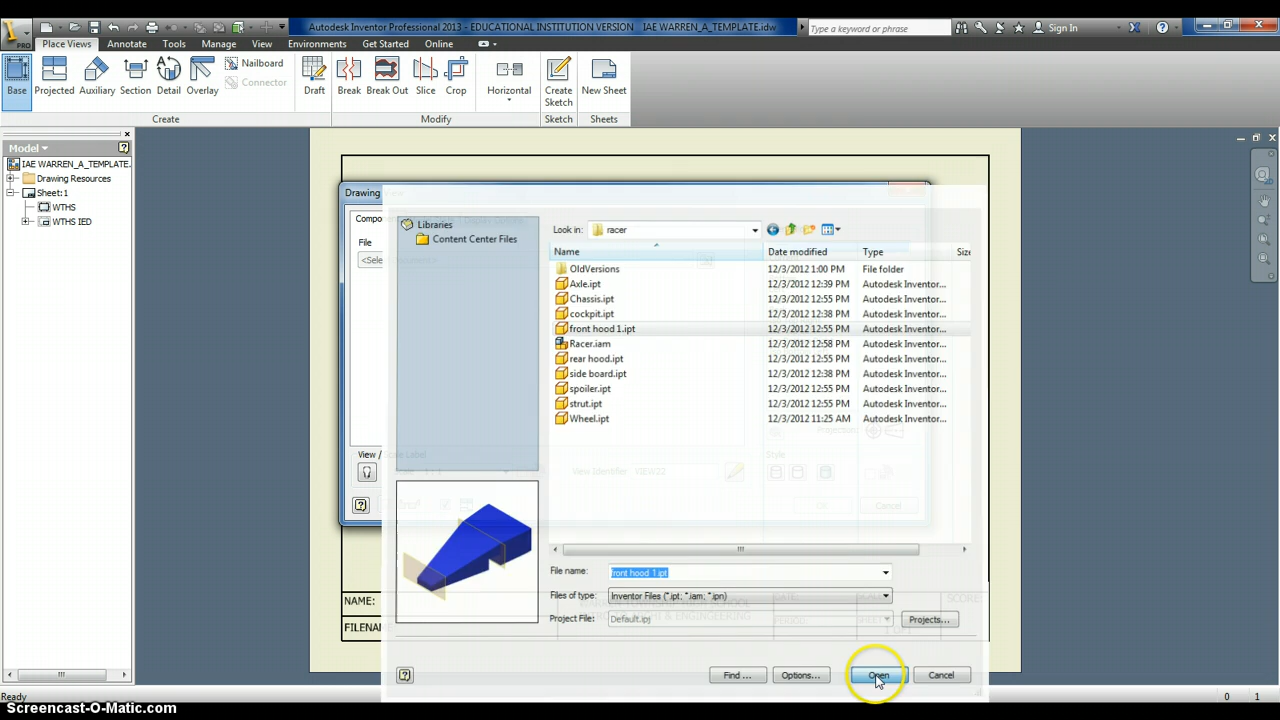 Autodesk Inventor Professional 2013 - EDUCATIONAL INSTITUTION VERSION IAE WARREN_A_TEMPLATE.idw
Type a keyword or phrase
Sign In
PRO
Place Views Annotate Tools Manage View Environments Get Started Online
Base Projected Auxiliary Section Detail Overlay
Nailboard
Connector
Draft Break Break Out Slice Crop Horizontal Create Sketch New Sheet
Create Modify Sketch Sheets
Model
IAE WARREN_A_TEMPLATE.
Drawing Resources
Sheet:1
WTHS
WTHS IED
Drawing
Compo
File
<Sele
View /
Libraries
Content Center Files
Look in: racer
Name Date modified Type Size
OldVersions 12/3/2012 1:00 PM File folder
Axle.ipt 12/3/2012 12:39 PM Autodesk Inventor...
Chassis.ipt 12/3/2012 12:55 PM Autodesk Inventor...
cockpit.ipt 12/3/2012 12:38 PM Autodesk Inventor...
front hood 1.ipt 12/3/2012 12:55 PM Autodesk Inventor...
Racer.iam 12/3/2012 12:58 PM Autodesk Inventor...
rear hood.ipt 12/3/2012 12:55 PM Autodesk Inventor...
side board.ipt 12/3/2012 12:38 PM Autodesk Inventor...
spoiler.ipt 12/3/2012 12:55 PM Autodesk Inventor...
strut.ipt 12/3/2012 12:55 PM Autodesk Inventor...
Wheel.ipt 12/3/2012 11:25 AM Autodesk Inventor...
Projection:
Style
View Identifier VIEW22
Cancel
File name: front hood 1.ipt
Files of type: Inventor Files (*.ipt; *.iam; *.ipn)
Project File: Default.ipj
Projects...
NAME:
FILENA
DATE:
PERIOD:
SCORE:
Find ... Options... Open Cancel
Ready
0 1
Screencast-O-Matic.com